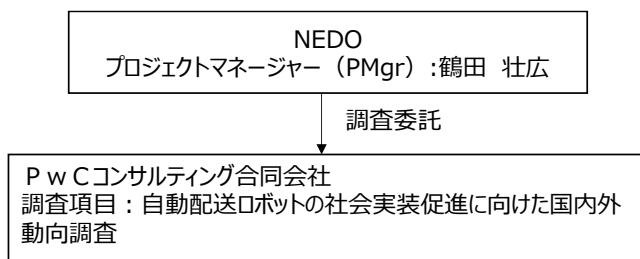 NEDO
プロジェクトマネージャー（PMgr）:鶴田 壮広
調査委託
ＰｗＣコンサルティング合同会社
調査項目：自動配送ロボットの社会実装促進に向けた国内外
動向調査